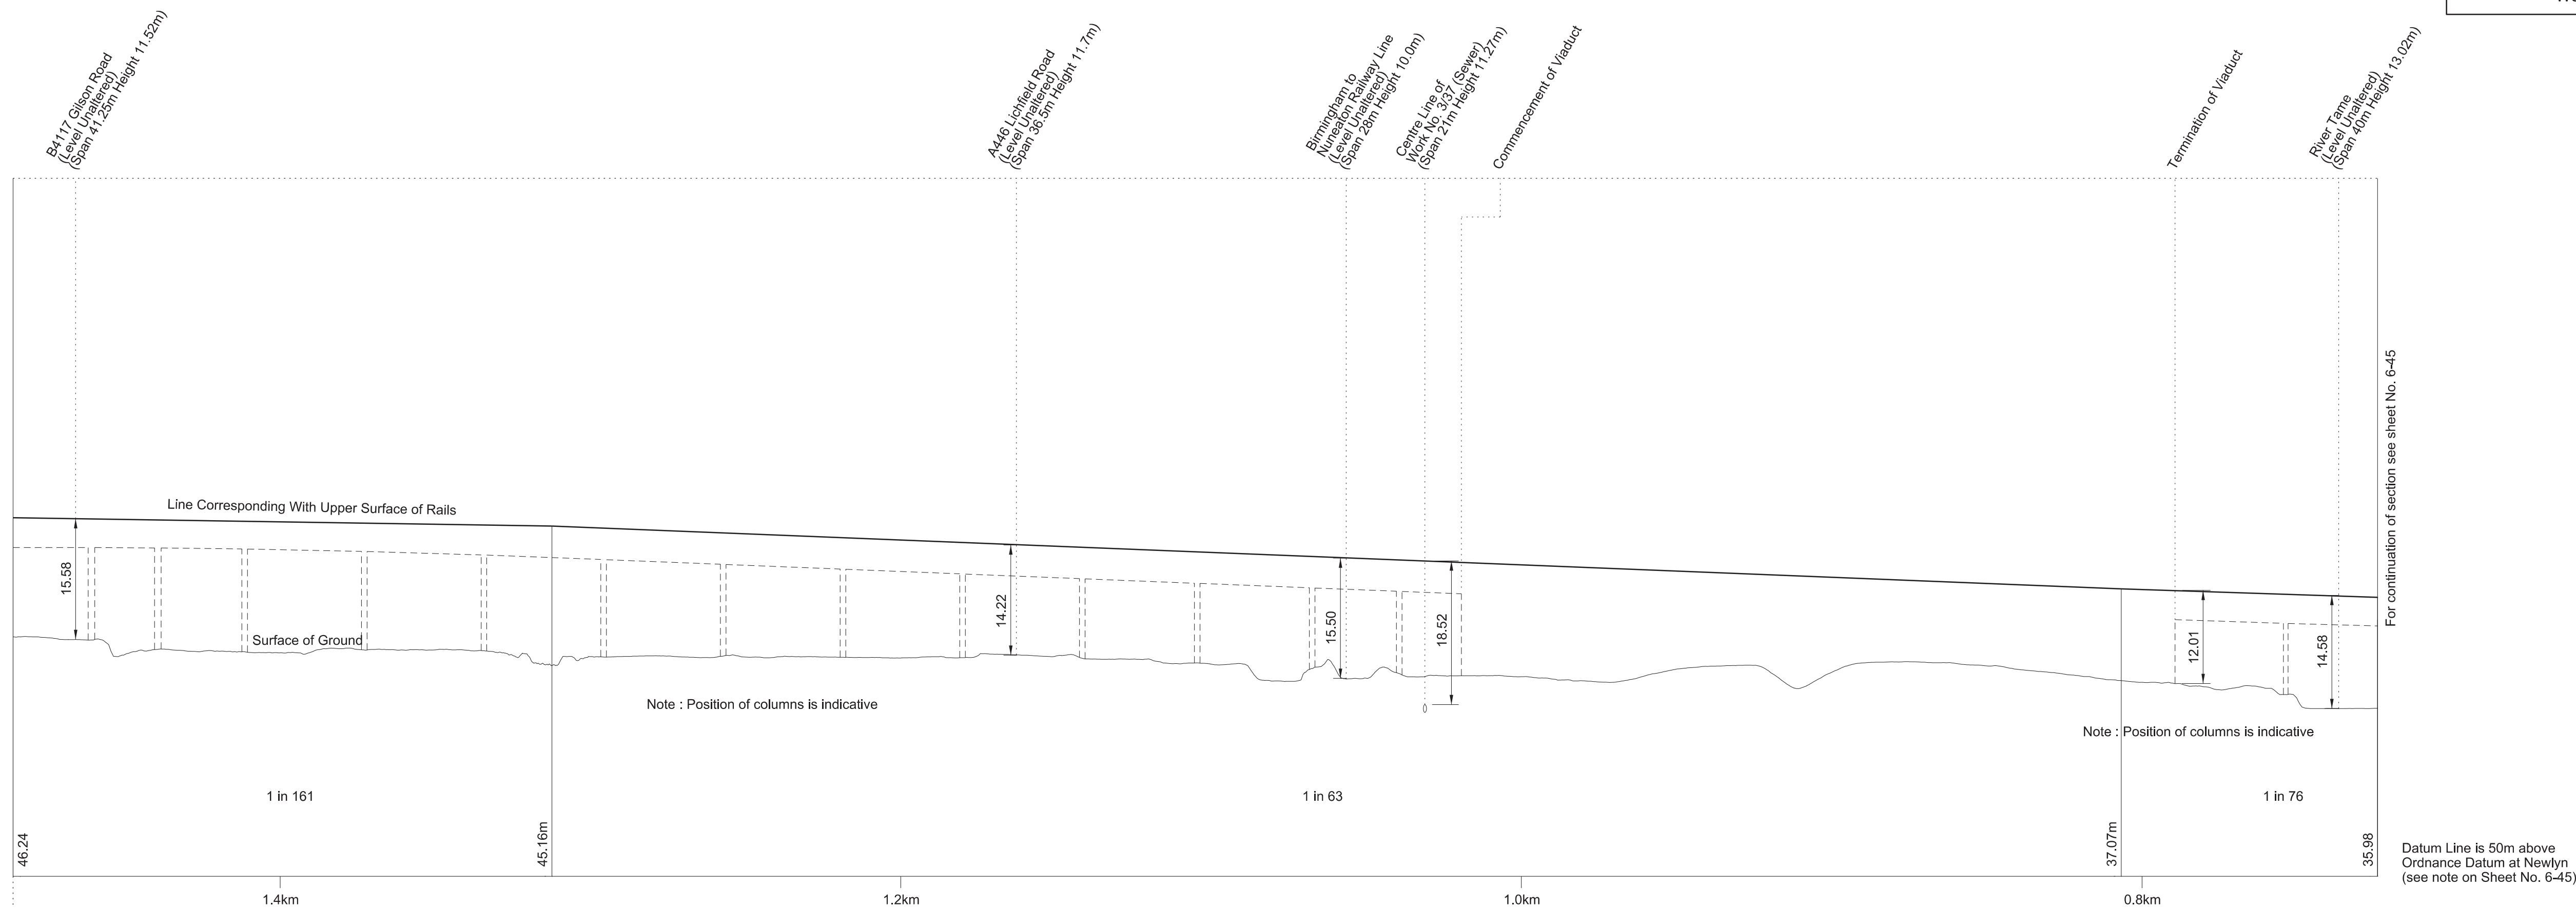 B4117 Gilson Road
(Level Unaltered)
(Span 41.25m Height 11.52m)
A446 Lichfield Road
(Level Unaltered)
(Span 36.5m Height 11.7m)
Birmingham to
Nuneaton Railway Line
(Level Unaltered)
(Span 28m Height 10.0m)
Centre Line of
Work No. 3/37 (Sewer)
(Span 21m Height 11.27m)
Commencement of Viaduct
Termination of Viaduct
River Tame
(Level Unaltered)
(Span 40m Height 13.02m)
For continuation of section see sheet No. 6-45
Line Corresponding With Upper Surface of Rails
15.58
14.22
15.50
18.52
12.01
14.58
Surface of Ground
Note : Position of columns is indicative
Note : Position of columns is indicative
1 in 161
1 in 63
1 in 76
46.24
45.16m
37.07m
35.98
Datum Line is 50m above
Ordnance Datum at Newlyn
(see note on Sheet No. 6-45)
1.4km
1.2km
1.0km
0.8km